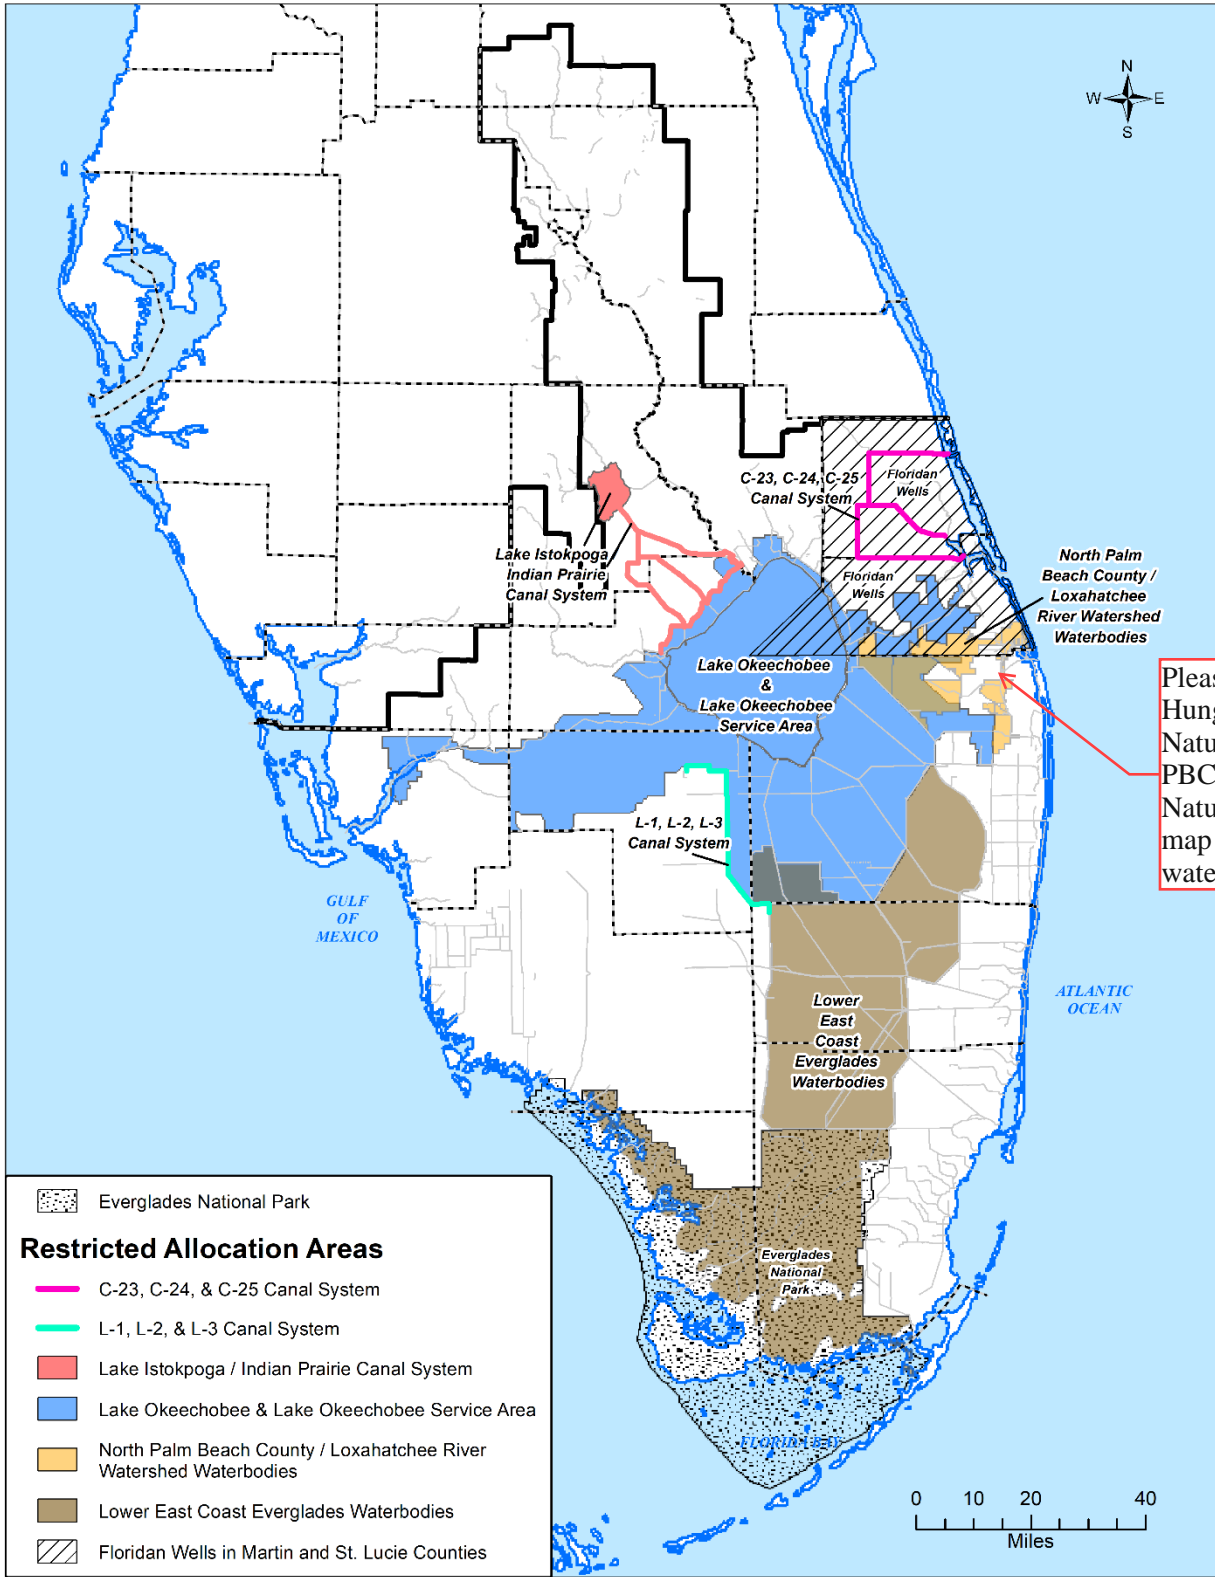 N
W E
S
C-23, C-24, C-25
Canal System
Floridan
Wells
Floridan
Wells
North Palm
Beach County /
Loxahatchee
River Watershed
Waterbodies
Lake Istokpoga
Indian Prairie
Canal System
Lake Okeechobee
&
Lake Okeechobee
Service Area
Pleas
Hung
Natu
PBC
Natu
map
wate
L-1, L-2, L-3
Canal System
GULF
OF
MEXICO
ATLANTIC
OCEAN
Lower
East
Coast
Everglades
Waterbodies
Everglades
National
Park
FLORIDA BAY
Everglades National Park
Restricted Allocation Areas
C-23, C-24, & C-25 Canal System
L-1, L-2, & L-3 Canal System
Lake Istokpoga / Indian Prairie Canal System
Lake Okeechobee & Lake Okeechobee Service Area
North Palm Beach County / Loxahatchee River
Watershed Waterbodies
Lower East Coast Everglades Waterbodies
Floridan Wells in Martin and St. Lucie Counties
0 10 20 40
Miles